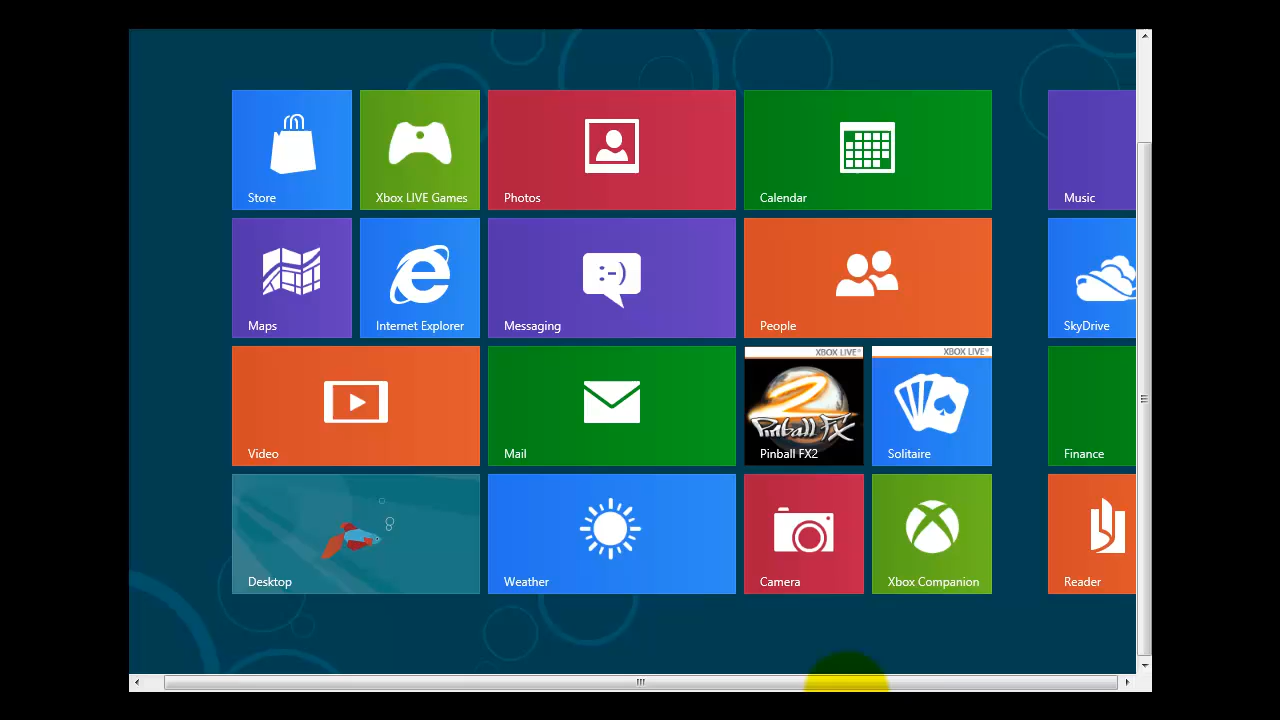 Store
Xbox LIVE Games
Photos
Calendar
Music
Maps
Internet Explorer
Messaging
:-)
People
SkyDrive
Video
Mail
XBOX LIVE
2
Pinball FX
Pinball FX2
XBOX LIVE
Solitaire
Finance
Desktop
Weather
Camera
Xbox Companion
Reader